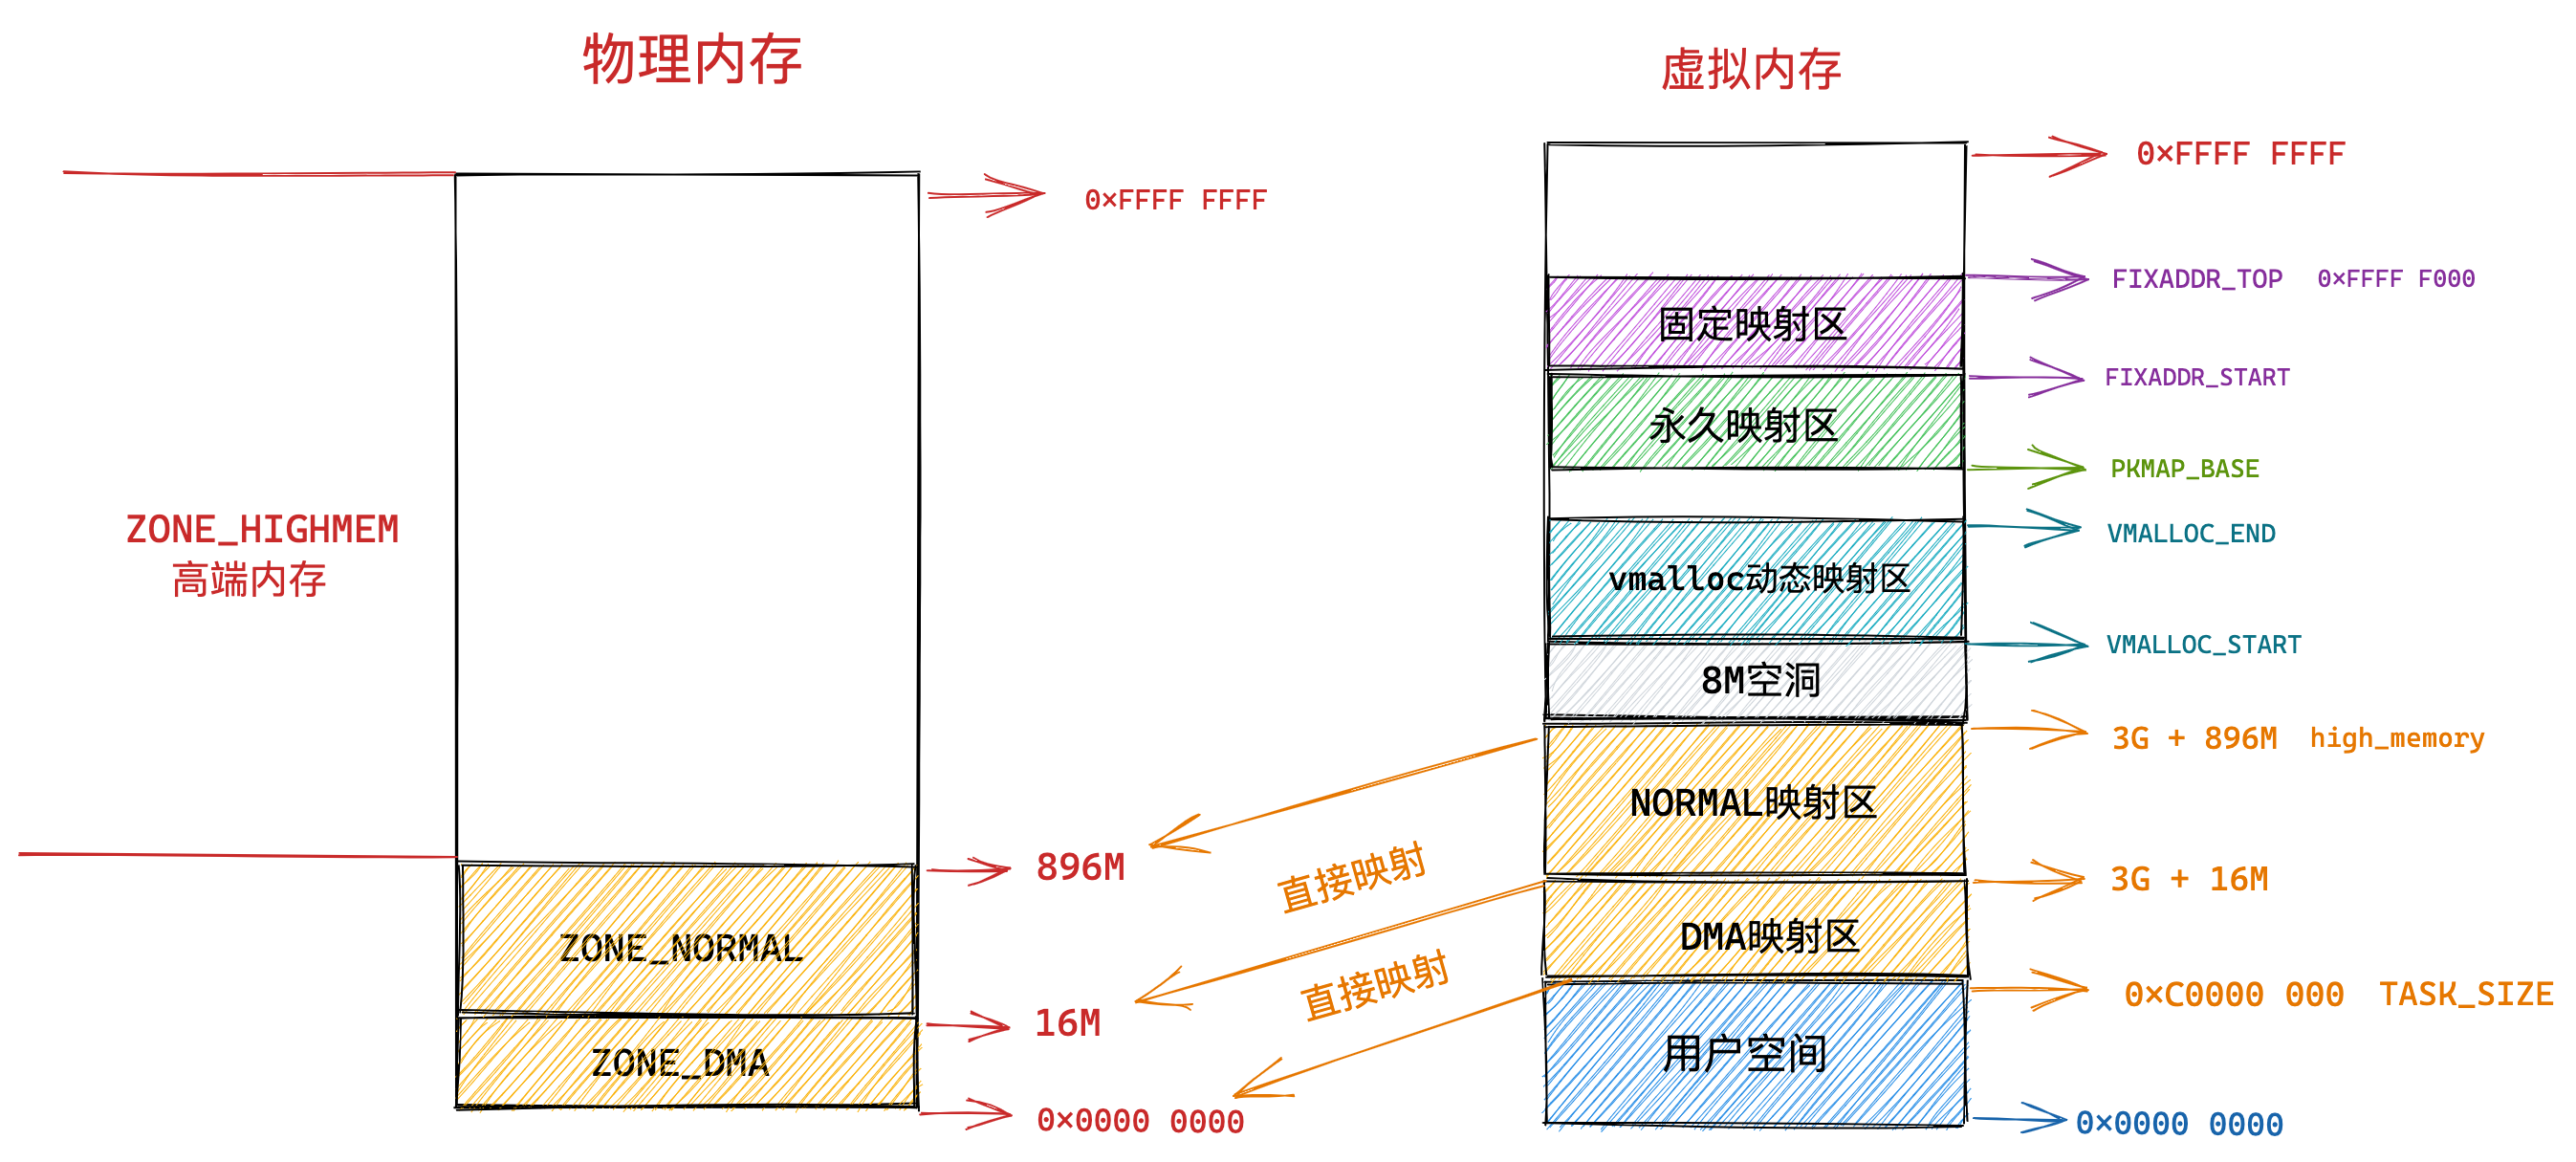 物理内存
虚拟内存
0×FFFF FFFF
ZONE_HIGHMEM
高端内存
896M
ZONE_NORMAL
16M
ZONE_DMA
0×0000 0000
直接映射
直接映射
0×FFFF FFFF
FIXADDR_TOP 0×FFFF F000
固定映射区
FIXADDR_START
永久映射区
PKMAP_BASE
VMALLOC_END
vmalloc动态映射区
VMALLOC_START
8M空洞
3G + 896M high_memory
NORMAL映射区
3G + 16M
DMA映射区
0×C0000 000 TASK_SIZE
用户空间
0×0000 0000